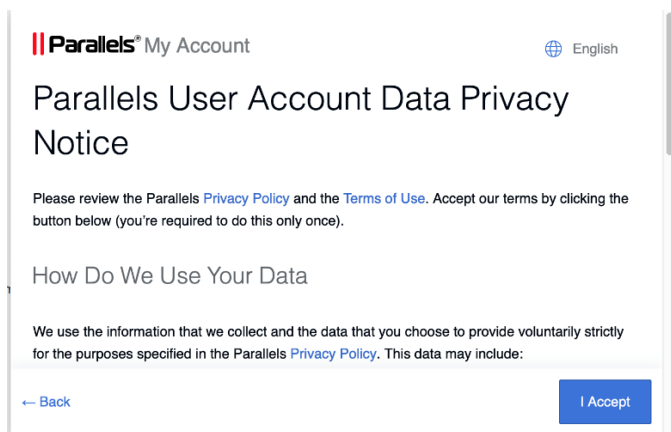 Parallels® My Account
English
Parallels User Account Data Privacy
Notice
Please review the Parallels Privacy Policy and the Terms of Use. Accept our terms by clicking the
button below (you're required to do this only once).
How Do We Use Your Data
We use the information that we collect and the data that you choose to provide voluntarily strictly
for the purposes specified in the Parallels Privacy Policy. This data may include:
← Back
I Accept